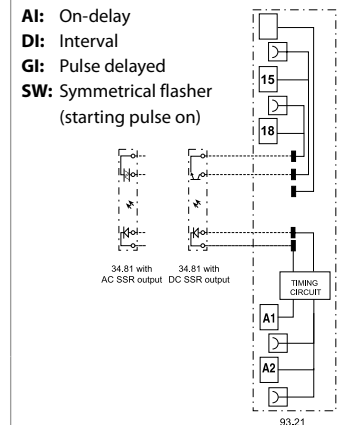 AI: On-delay
DI: Interval
GI: Pulse delayed
SW: Symmetrical flasher
(starting pulse on)
15
18
34.81 with
AC SSR output
34.81 with
DC SSR output
TIMING
CIRCUIT
A1
A2
93.21